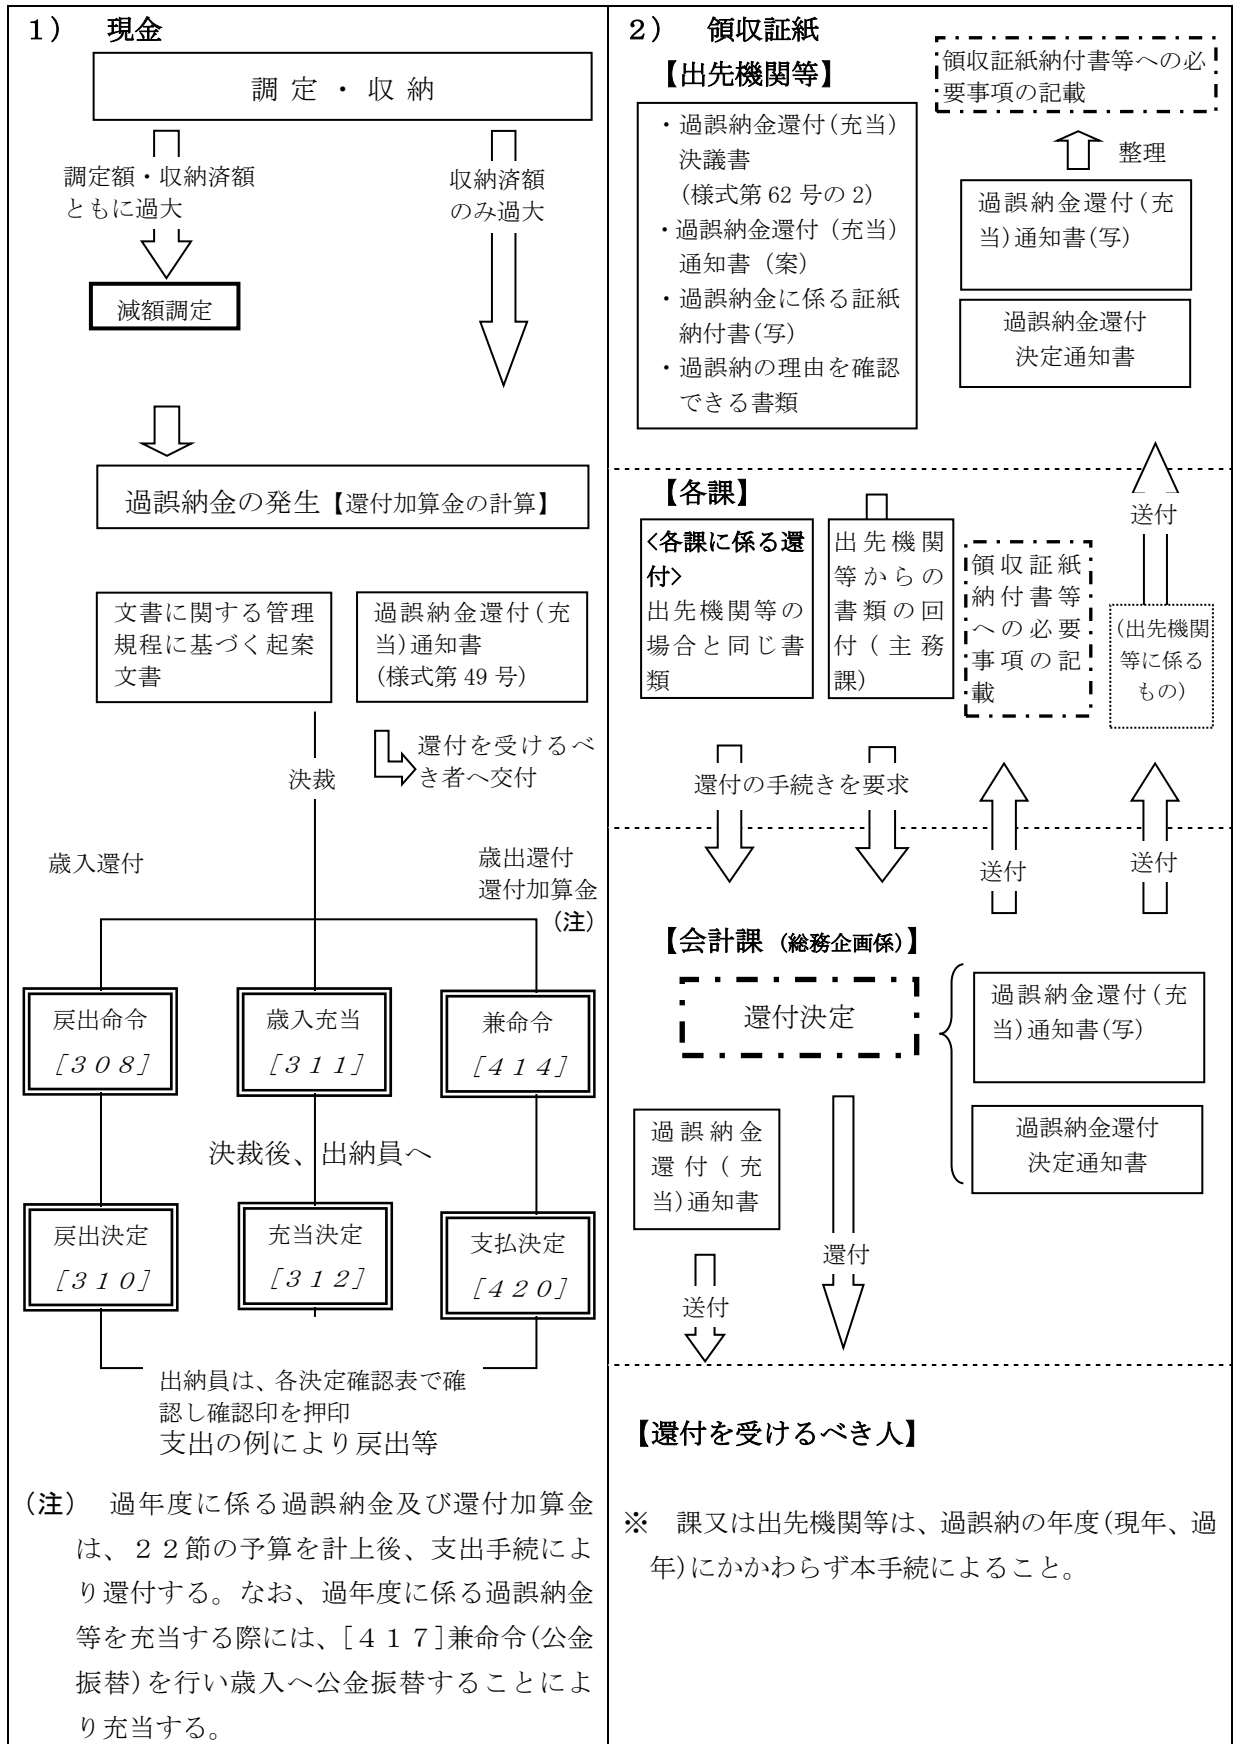 1） 現金
調 定 ・ 収 納
調定額・収納済額
ともに過大
収納済額
のみ過大
減額調定
過誤納金の発生【還付加算金の計算】
文書に関する管理
規程に基づく起案
文書
過誤納金還付(充
当)通知書
(様式第 49 号)
還付を受けるべ
き者へ交付
決裁
歳入還付
歳出還付
還付加算金
（注）
戻出命令
［３０８］
歳入充当
［３１１］
兼命令
［４１４］
決裁後、出納員へ
戻出決定
［３１０］
充当決定
［３１２］
支払決定
［４２０］
出納員は、各決定確認表で確
認し確認印を押印
支出の例により戻出等
（注） 過年度に係る過誤納金及び還付加算金
は、２２節の予算を計上後、支出手続によ
り還付する。なお、過年度に係る過誤納金
等を充当する際には、［４１７］兼命令(公金
振替)を行い歳入へ公金振替することによ
り充当する。
2） 領収証紙
【出先機関等】
・過誤納金還付(充当)
決議書
(様式第 62 号の 2)
・過誤納金還付（充当）
通知書（案）
・過誤納金に係る証紙
納付書(写)
・過誤納の理由を確認
できる書類
領収証紙納付書等への必
要事項の記載
整理
過誤納金還付(充
当)通知書(写)
過誤納金還付
決定通知書
【各課】
<各課に係る還
付>
出先機関等の
場合と同じ書
類
出先機関
等からの
書類の回
付(主務
課)
領収証紙
納付書等
への必要
事項の記
載
送付
(出先機関
等に係る
もの)
還付の手続きを要求
送付
送付
【会計課（総務企画係）】
還付決定
過誤納金還付(充
当)通知書(写)
過誤納金還付
決定通知書
過誤納金
還付(充
当)通知書
送付
還付
【還付を受けるべき人】
※ 課又は出先機関等は、過誤納の年度(現年、過
年)にかかわらず本手続によること。